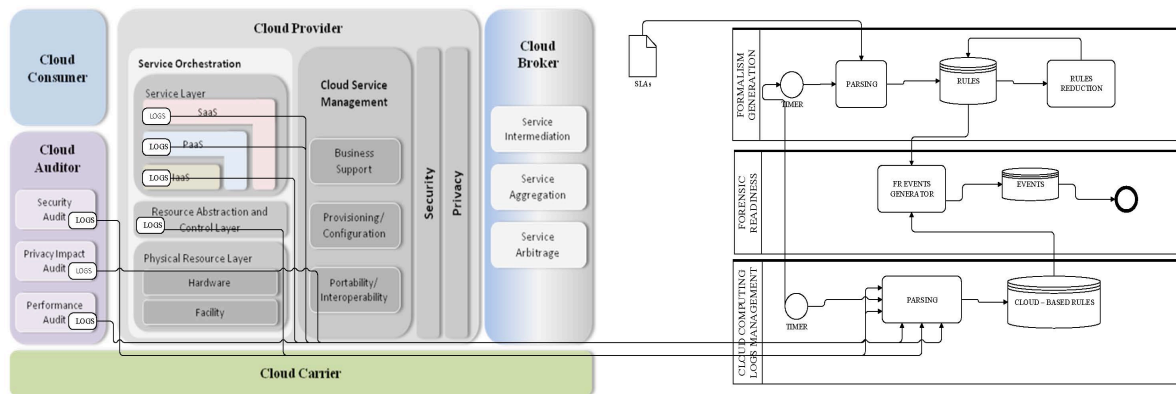 Cloud
Consumer
Cloud
Auditor
Security
Audit
LOGS
Privacy Impact
Audit
LOGS
Performance
Audit
LOGS
Cloud Provider
Service Orchestration
Service Layer
LOGS
SaaS
LOGS
PaaS
LOGS
IaaS
Resource Abstraction and
Control Layer
LOGS
Physical Resource Layer
Hardware
Facility
Cloud Service
Management
Business
Support
Provisioning/
Configuration
Portability/
Interoperability
Security
Privacy
Cloud
Broker
Service
Intermediation
Service
Aggregation
Service
Arbitrage
Cloud Carrier
SLAs
FORMALISM
GENERATION
TIMER
PARSING
RULES
RULES
REDUCTION
FORENSIC
READINESS
FR EVENTS
GENERATOR
EVENTS
CLOUD COMPUTING
LOGS MANAGEMENT
TIMER
PARSING
CLOUD – BASED RULES